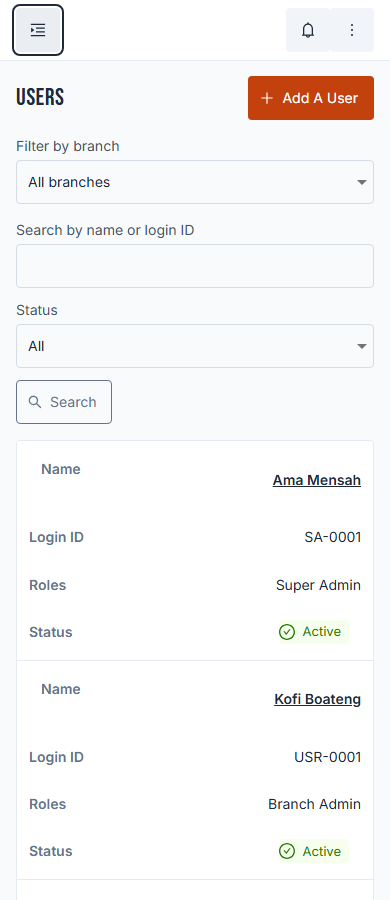 USERS
Add A User
Filter by branch
All branches
Search by name or login ID
Status
All
Search
Name
Ama Mensah
Login ID
SA-0001
Roles
Super Admin
Status
Active
Name
Kofi Boateng
Login ID
USR-0001
Roles
Branch Admin
Status
Active